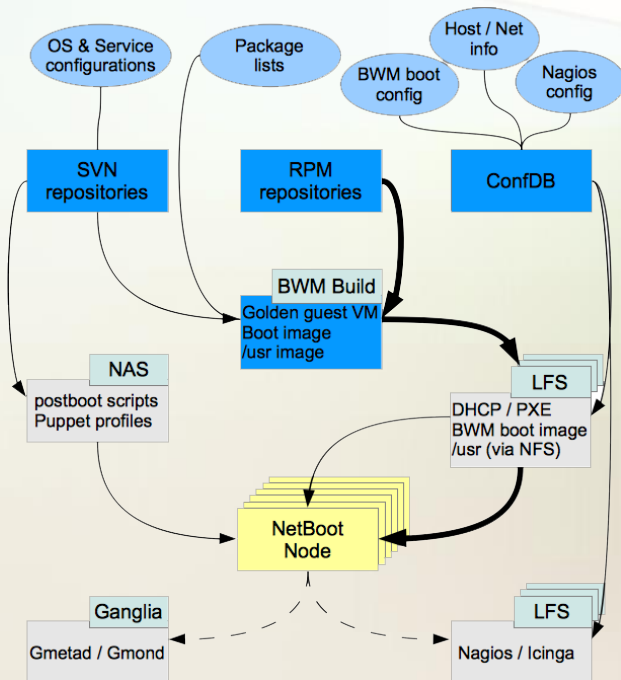 OS & Service
configurations
Package
lists
Host / Net
info
BWM boot
config
Nagios
config
SVN
repositories
RPM
repositories
ConfDB
BWM Build
Golden guest VM
Boot image
/usr image
NAS
postboot scripts
Puppet profiles
LFS
DHCP / PXE
BWM boot image
/usr (via NFS)
NetBoot
Node
Ganglia
Gmetad / Gmond
LFS
Nagios / Icinga